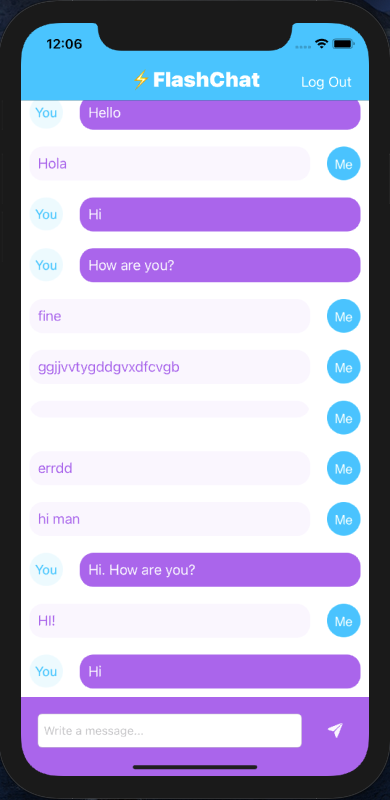 12:06
⚡️FlashChat
Log Out
You Hello
Hola Me
You Hi
You How are you?
fine Me
ggjjvvtygddgvxdfcvgb Me
Me
errdd Me
hi man Me
You Hi. How are you?
HI! Me
You Hi
Write a message...